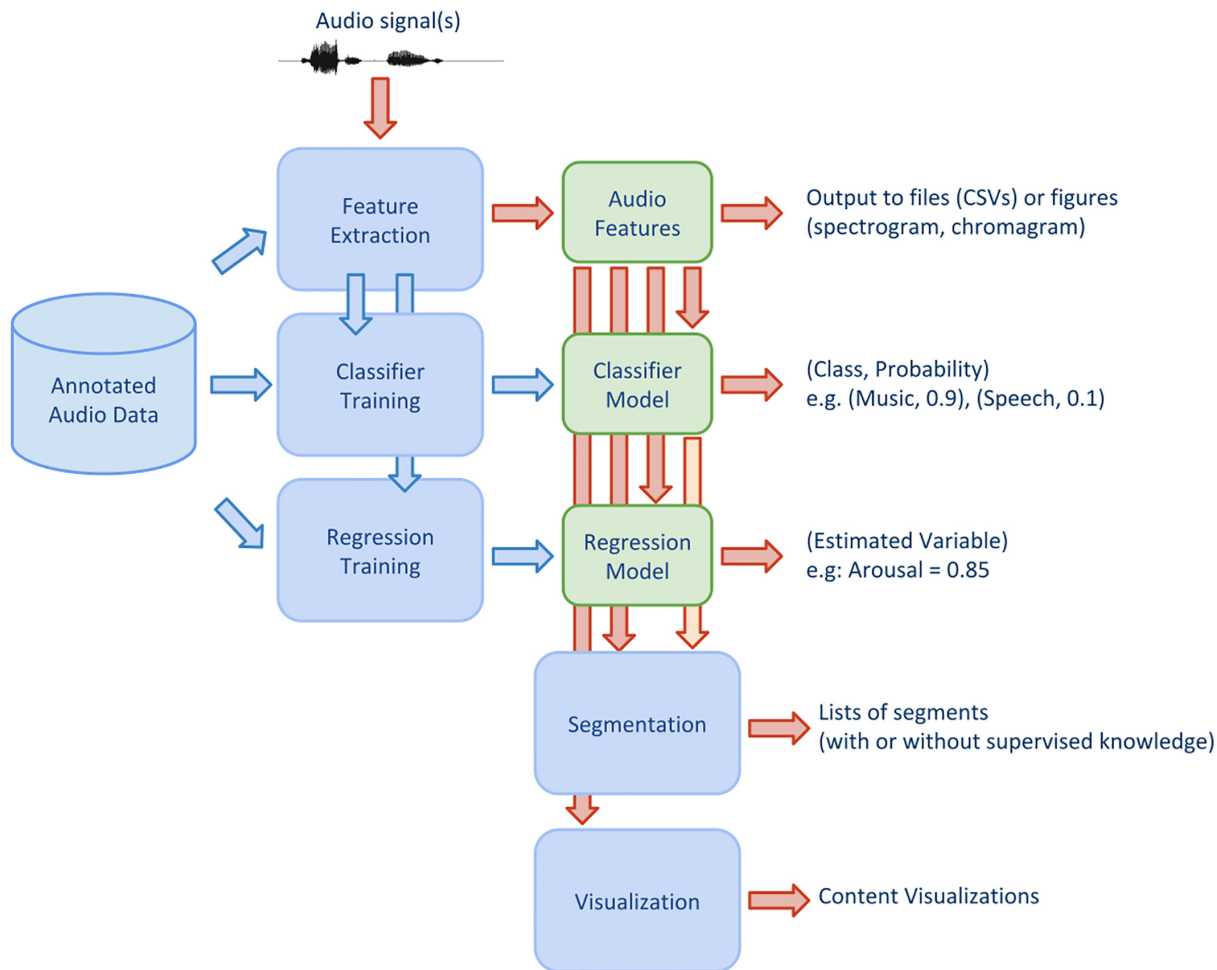 Audio signal(s)
Feature
Extraction
Audio
Features
Output to files (CSVs) or figures
(spectrogram, chromagram)
Annotated
Audio Data
Classifier
Training
Classifier
Model
(Class, Probability)
e.g. (Music, 0.9), (Speech, 0.1)
Regression
Training
Regression
Model
(Estimated Variable)
e.g: Arousal = 0.85
Segmentation
Lists of segments
(with or without supervised knowledge)
Visualization
Content Visualizations